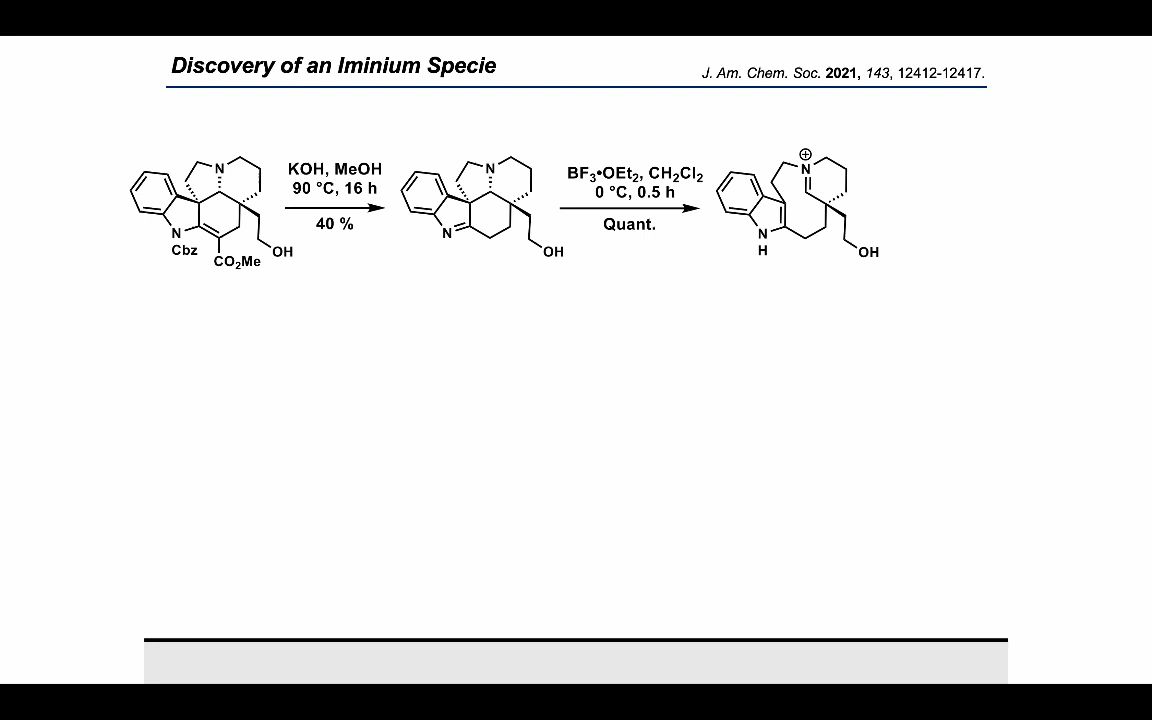 Discovery of an Iminium Specie
J. Am. Chem. Soc. 2021, 143, 12412-12417.
N
N
Cbz
CO₂Me
OH
KOH, MeOH
90 °C, 16 h
40 %
N
N
OH
BF₃•OEt₂, CH₂Cl₂
0 °C, 0.5 h
Quant.
⊕
N
N
H
OH